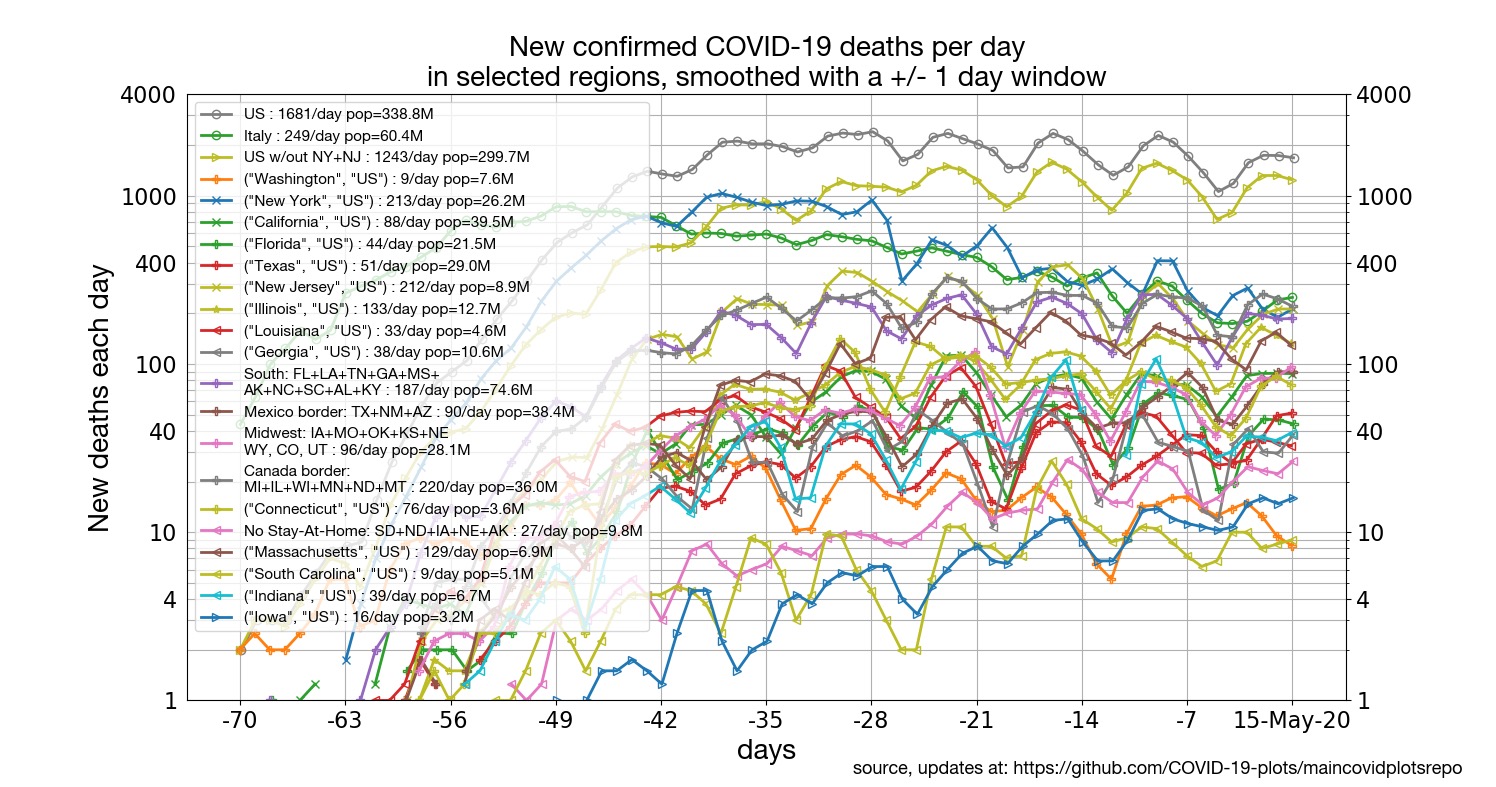 New confirmed COVID-19 deaths per day
in selected regions, smoothed with a +/- 1 day window
4000
1000
400
100
40
10
4
1
New deaths each day
US : 1681/day pop=338.8M
Italy : 249/day pop=60.4M
US w/out NY+NJ : 1243/day pop=299.7M
("Washington", "US") : 9/day pop=7.6M
("New York", "US") : 213/day pop=26.2M
("California", "US") : 88/day pop=39.5M
("Florida", "US") : 44/day pop=21.5M
("Texas", "US") : 51/day pop=29.0M
("New Jersey", "US") : 212/day pop=8.9M
("Illinois", "US") : 133/day pop=12.7M
("Louisiana" ,"US") : 33/day pop=4.6M
("Georgia", "US") : 38/day pop=10.6M
South: FL+LA+TN+GA+MS+
AK+NC+SC+AL+KY : 187/day pop=74.6M
Mexico border: TX+NM+AZ : 90/day pop=38.4M
Midwest: IA+MO+OK+KS+NE
WY, CO, UT : 96/day pop=28.1M
Canada border:
MI+IL+WI+MN+ND+MT : 220/day pop=36.0M
("Connecticut", "US") : 76/day pop=3.6M
No Stay-At-Home: SD+ND+IA+NE+AK : 27/day pop=9.8M
("Massachusetts", "US") : 129/day pop=6.9M
("South Carolina", "US") : 9/day pop=5.1M
("Indiana", "US") : 39/day pop=6.7M
("Iowa", "US") : 16/day pop=3.2M
4000
1000
400
100
40
10
4
1
-70 -63 -56 -49 -42 -35 -28 -21 -14 -7 15-May-20
days
source, updates at: https://github.com/COVID-19-plots/maincovidplotsrepo